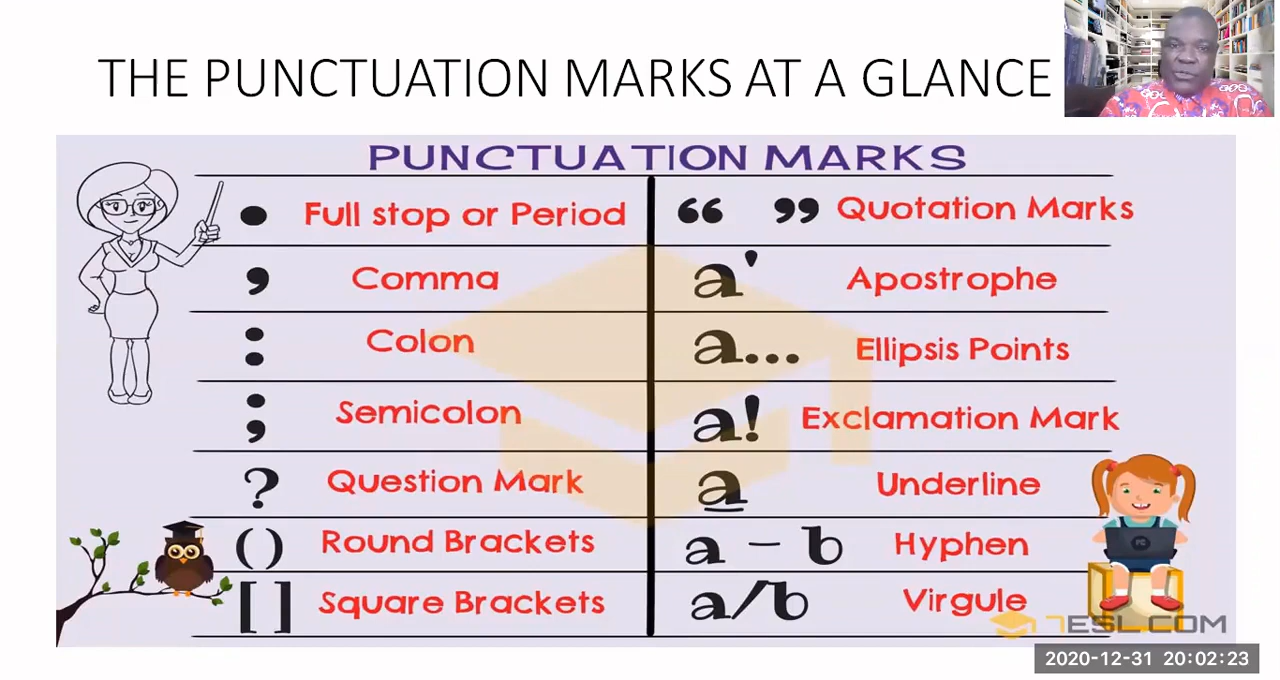 THE PUNCTUATION MARKS AT A GLANCE
PUNCTUATION MARKS
. Full stop or Period
“ ” Quotation Marks
, Comma
a' Apostrophe
: Colon
a... Ellipsis Points
; Semicolon
a! Exclamation Mark
? Question Mark
a Underline
( ) Round Brackets
a - b Hyphen
[ ] Square Brackets
a/b Virgule
7ESL.COM
2020-12-31 20:02:23